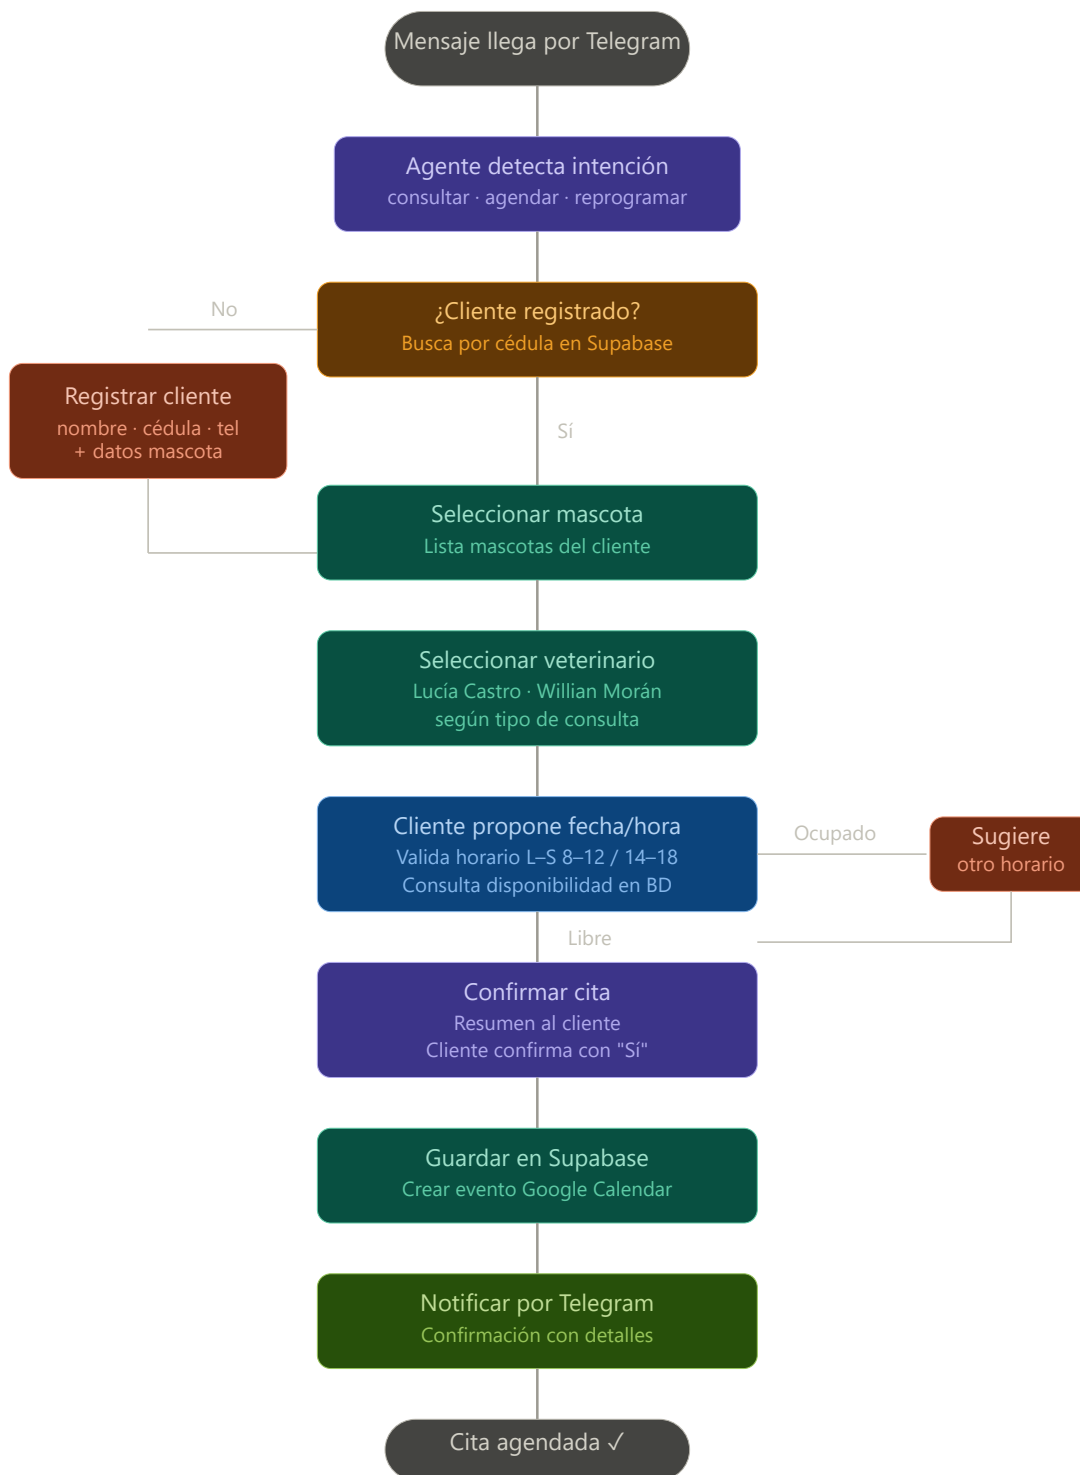 Mensaje llega por Telegram
Agente detecta intención
consultar · agendar · reprogramar
No
¿Cliente registrado?
Busca por cédula en Supabase
Registrar cliente
nombre · cédula · tel
+ datos mascota
Sí
Seleccionar mascota
Lista mascotas del cliente
Seleccionar veterinario
Lucía Castro · Willian Morán
según tipo de consulta
Cliente propone fecha/hora
Valida horario L–S 8–12 / 14–18
Consulta disponibilidad en BD
Ocupado
Sugiere
otro horario
Libre
Confirmar cita
Resumen al cliente
Cliente confirma con "Sí"
Guardar en Supabase
Crear evento Google Calendar
Notificar por Telegram
Confirmación con detalles
Cita agendada ✓